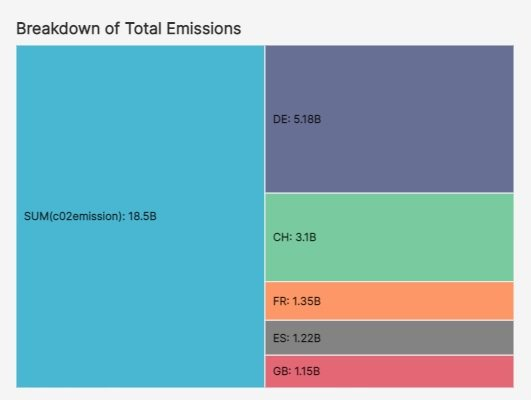 Breakdown of Total Emissions
SUM(c02emission): 18.5B
DE: 5.18B
CH: 3.1B
FR: 1.35B
ES: 1.22B
GB: 1.15B